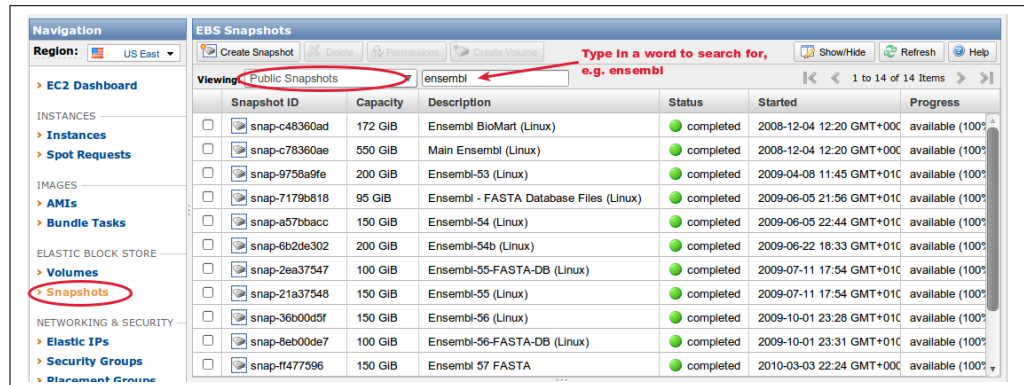 Navigation
Region: US East
EC2 Dashboard
INSTANCES
Instances
Spot Requests
IMAGES
AMIs
Bundle Tasks
ELASTIC BLOCK STORE
Volumes
Snapshots
NETWORKING & SECURITY
Elastic IPs
Security Groups
Placement Groups
EBS Snapshots
Create Snapshot Delete Permissions Create Volume Show/Hide Refresh Help
Type in a word to search for,
e.g. ensembl
Viewing: Public Snapshots ensembl 1 to 14 of 14 Items
Snapshot ID Capacity Description Status Started Progress
snap-c48360ad 172 GiB Ensembl BioMart (Linux) completed 2008-12-04 12:20 GMT+000 available (100%
snap-c78360ae 550 GiB Main Ensembl (Linux) completed 2008-12-04 12:20 GMT+000 available (100%
snap-9758a9fe 200 GiB Ensembl-53 (Linux) completed 2009-04-08 11:45 GMT+010 available (100%
snap-7179b818 95 GiB Ensembl - FASTA Database Files (Linux) completed 2009-06-05 21:56 GMT+010 available (100%
snap-a57bbacc 150 GiB Ensembl-54 (Linux) completed 2009-06-05 22:44 GMT+010 available (100%
snap-6b2de302 200 GiB Ensembl-54b (Linux) completed 2009-06-22 18:33 GMT+010 available (100%
snap-2ea37547 100 GiB Ensembl-55-FASTA-DB (Linux) completed 2009-07-11 17:54 GMT+010 available (100%
snap-21a37548 150 GiB Ensembl-55 (Linux) completed 2009-07-11 17:54 GMT+010 available (100%
snap-36b00d5f 150 GiB Ensembl-56 (Linux) completed 2009-10-01 23:28 GMT+010 available (100%
snap-8eb00de7 100 GiB Ensembl-56-FASTA-DB (Linux) completed 2009-10-01 23:31 GMT+010 available (100%
snap-ff477596 150 GiB Ensembl 57 FASTA completed 2010-03-03 22:24 GMT+000 available (100%